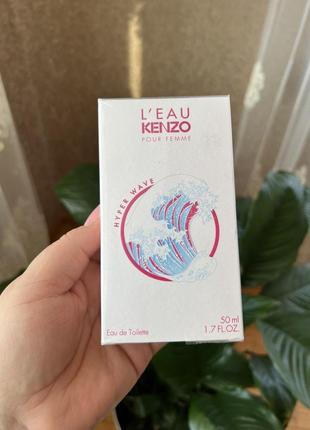 L'EAU
KENZO
POUR FEMME
HYPER WAVE
50 ml
Eau de Toilette 1.7 FL.OZ.